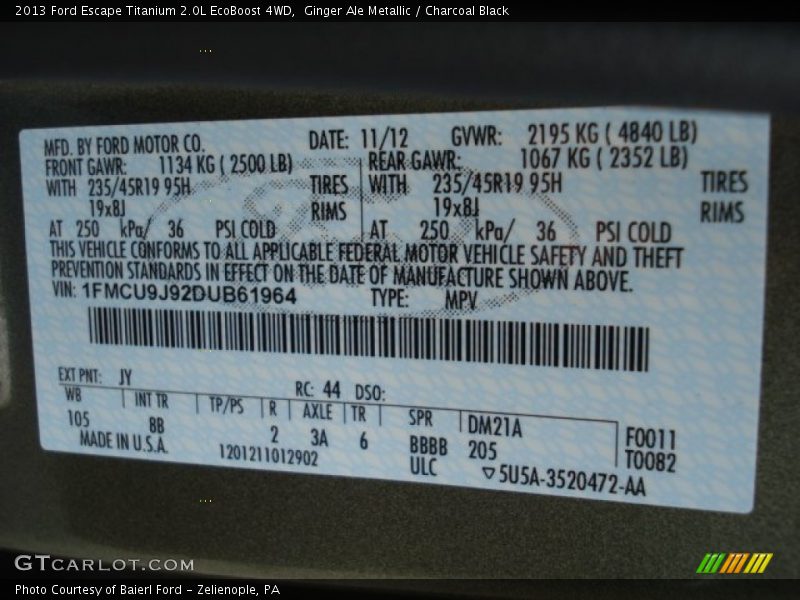 2013 Ford Escape Titanium 2.0L EcoBoost 4WD,  Ginger Ale Metallic / Charcoal Black
MFD. BY FORD MOTOR CO. DATE: 11/12 GVWR: 2195 KG ( 4840 LB)
FRONT GAWR: 1134 KG ( 2500 LB) REAR GAWR: 1067 KG ( 2352 LB)
WITH 235/45R19 95H TIRES WITH 235/45R19 95H TIRES
19x8J RIMS 19x8J RIMS
AT 250 kPa/ 36 PSI COLD AT 250 kPa/ 36 PSI COLD
THIS VEHICLE CONFORMS TO ALL APPLICABLE FEDERAL MOTOR VEHICLE SAFETY AND THEFT
PREVENTION STANDARDS IN EFFECT ON THE DATE OF MANUFACTURE SHOWN ABOVE.
VIN: 1FMCU9J92DUB61964 TYPE: MPV
EXT PNT: JY RC: 44 DSO:
WB INT TR TP/PS R AXLE TR SPR DM21A F0011
105 BB 2 3A 6 BBBB 205 T0082
MADE IN U.S.A. 1201211012902 ULC 5U5A-3520472-AA
GTCARLOT.COM
Photo Courtesy of Baierl Ford - Zelienople, PA